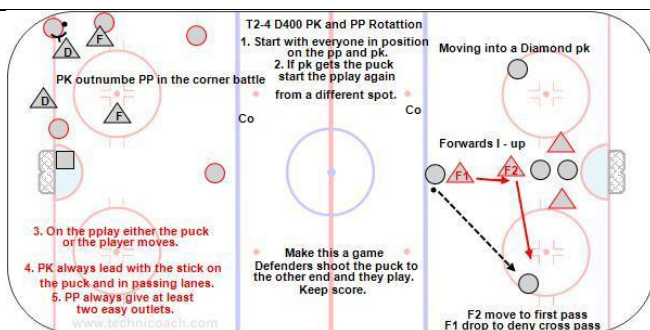 T2-4 D400 PK and PP Rotattion
1. Start with everyone in position
on the pp and pk.
2. If pk gets the puck
start the pplay again
from a different spot.
D
F
PK outnumbe PP in the corner battle
D
F
Co
Co
Moving into a Diamond pk
Forwards I - up
F1
F2
3. On the pplay either the puck
or the player moves.
4. PK always lead with the stick on
the puck and in passing lanes.
5. PP always give at least
two easy outlets.
www.technicoach.com
Make this a game
Defenders shoot the puck to
the other end and they play.
Keep score.
F2 move to first pass
F1 drop to deny cross pass